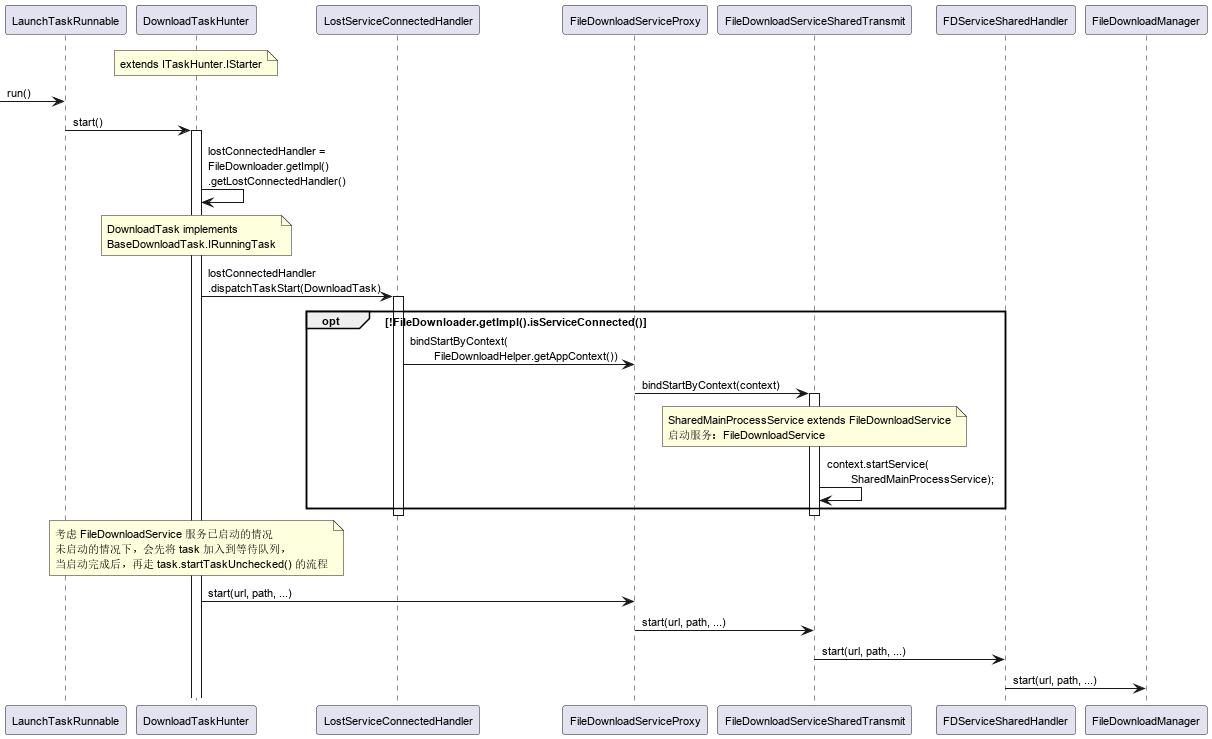 LaunchTaskRunnable
DownloadTaskHunter
LostServiceConnectedHandler
FileDownloadServiceProxy
FileDownloadServiceSharedTransmit
FDServiceSharedHandler
FileDownloadManager
extends ITaskHunter.IStarter
run()
start()
lostConnectedHandler =
FileDownloader.getImpl()
.getLostConnectedHandler()
DownloadTask implements
BaseDownloadTask.IRunningTask
lostConnectedHandler
.dispatchTaskStart(DownloadTask)
opt
[!FileDownloader.getImpl().isServiceConnected()]
bindStartByContext(
FileDownloadHelper.getAppContext())
bindStartByContext(context)
SharedMainProcessService extends FileDownloadService
启动服务：FileDownloadService
context.startService(
SharedMainProcessService);
考虑 FileDownloadService 服务已启动的情况
未启动的情况下，会先将 task 加入到等待队列，
当启动完成后，再走 task.startTaskUnchecked() 的流程
start(url, path, ...)
start(url, path, ...)
start(url, path, ...)
start(url, path, ...)
LaunchTaskRunnable
DownloadTaskHunter
LostServiceConnectedHandler
FileDownloadServiceProxy
FileDownloadServiceSharedTransmit
FDServiceSharedHandler
FileDownloadManager